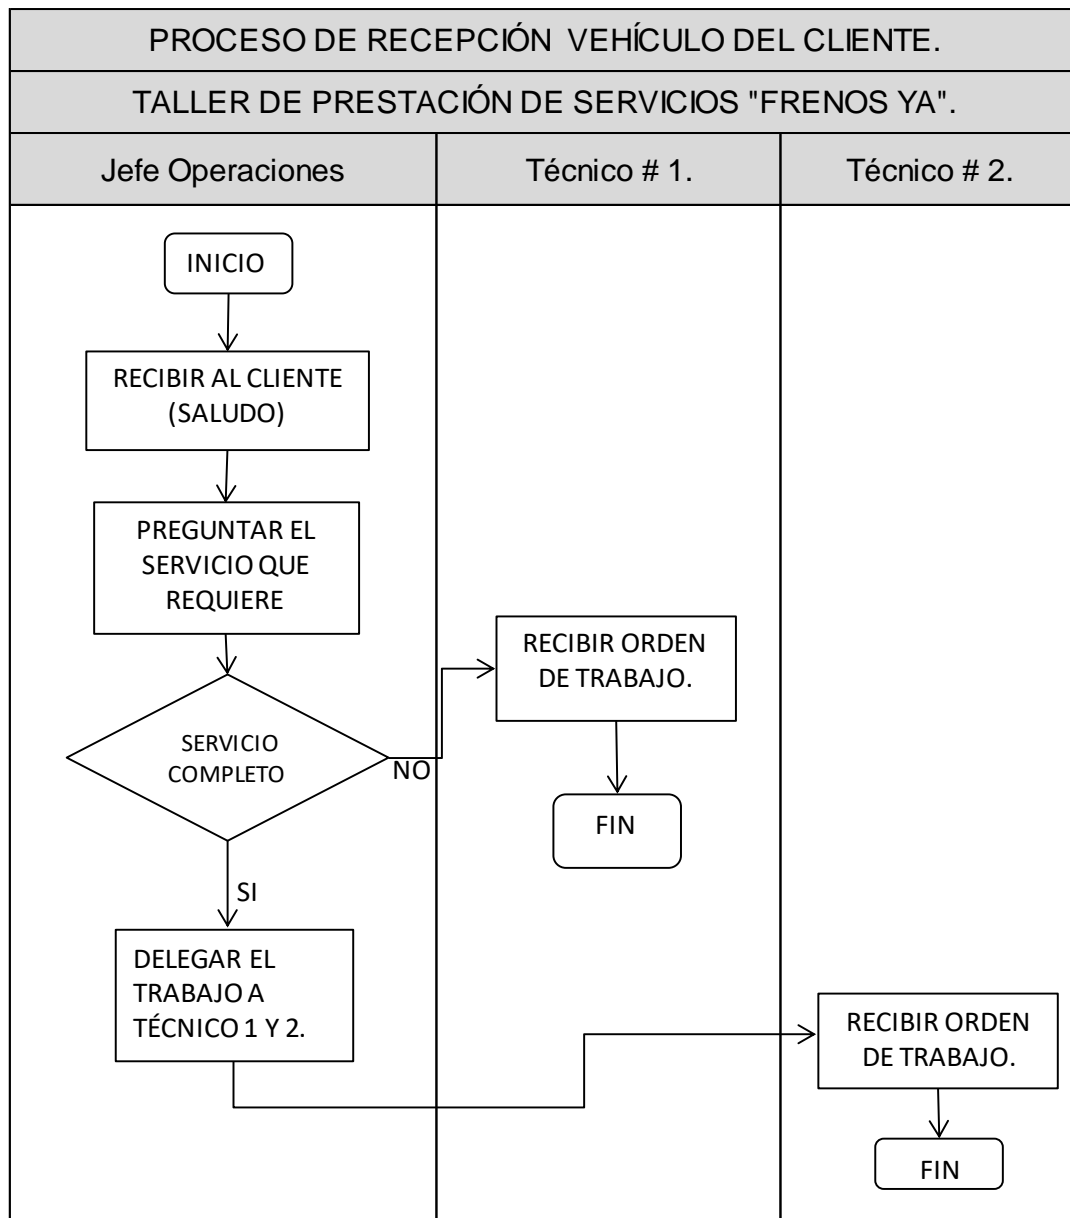 PROCESO DE RECEPCIÓN VEHÍCULO DEL CLIENTE.
TALLER DE PRESTACIÓN DE SERVICIOS "FRENOS YA".
Jefe Operaciones
Técnico # 1.
Técnico # 2.
INICIO
RECIBIR AL CLIENTE
(SALUDO)
PREGUNTAR EL
SERVICIO QUE
REQUIERE
RECIBIR ORDEN
DE TRABAJO.
SERVICIO
COMPLETO
NO
FIN
SI
DELEGAR EL
TRABAJO A
TÉCNICO 1 Y 2.
RECIBIR ORDEN
DE TRABAJO.
FIN